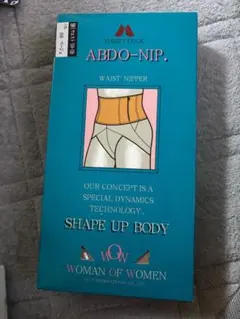 ABDO-NIP.
WAIST NIPPER
OUR CONCEPT IS A
SPECIAL DYNAMICS
TECHNOLOGY..
SHAPE UP BODY
WOW
WOMAN OF WOMEN